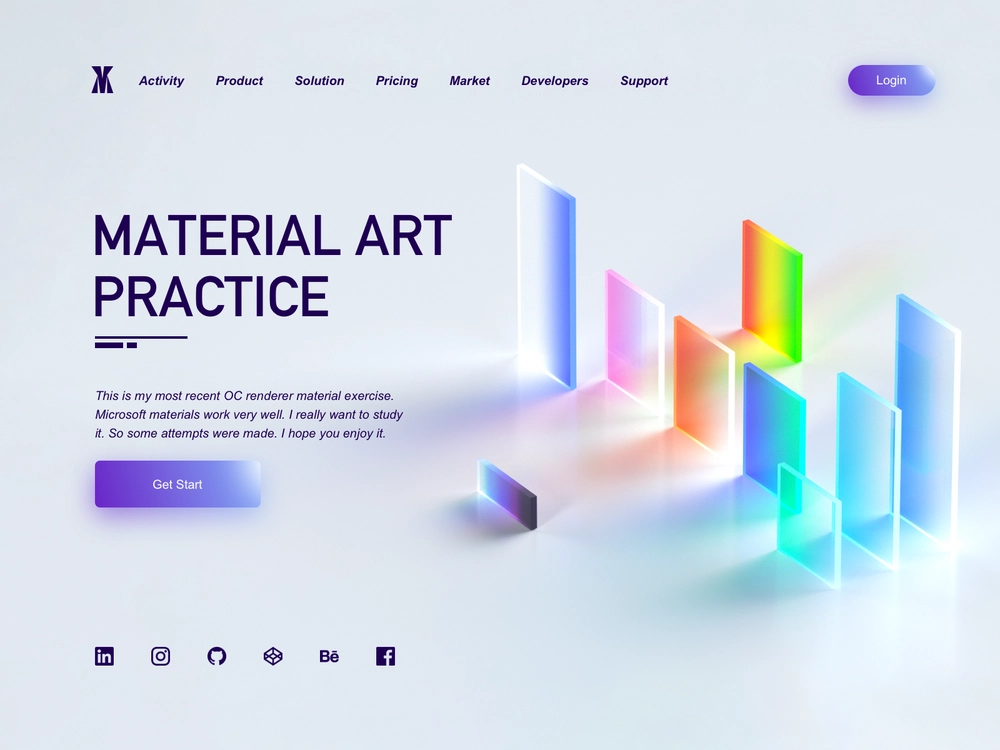 Activity Product Solution Pricing Market Developers Support
Login
MATERIAL ART
PRACTICE
This is my most recent OC renderer material exercise.
Microsoft materials work very well. I really want to study
it. So some attempts were made. I hope you enjoy it.
Get Start
in
Bē
f